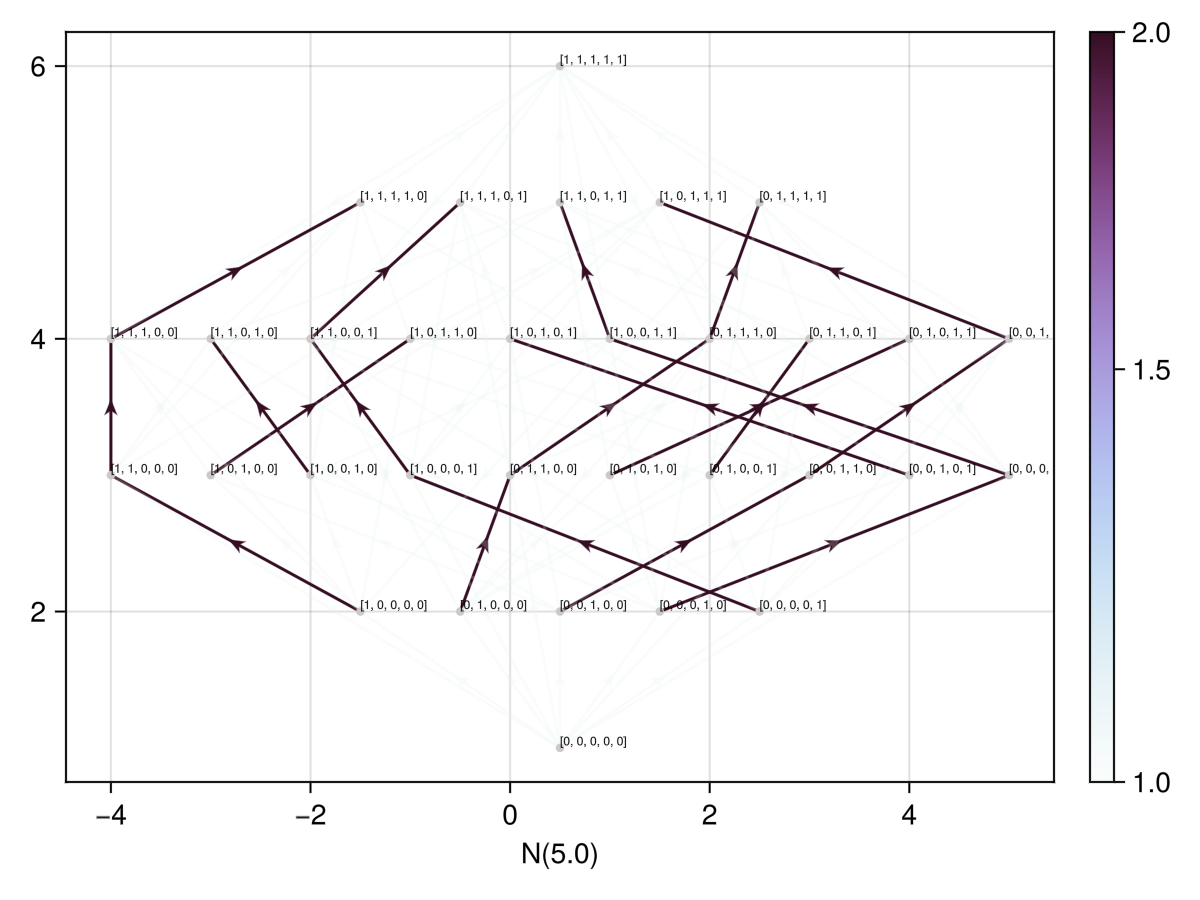 2.0
6
[1, 1, 1, 1, 1]
[1, 1, 1, 1, 0] [1, 1, 1, 0, 1] [1, 1, 0, 1, 1] [1, 0, 1, 1, 1] [0, 1, 1, 1, 1]
4
[1, 1, 1, 0, 0] [1, 1, 0, 1, 0] [1, 1, 0, 0, 1] [1, 0, 1, 1, 0] [1, 0, 1, 0, 1] [1, 0, 0, 1, 1] [0, 1, 1, 1, 0] [0, 1, 1, 0, 1] [0, 1, 0, 1, 1] [0, 0, 1,
1.5
[1, 1, 0, 0, 0] [1, 0, 1, 0, 0] [1, 0, 0, 1, 0] [1, 0, 0, 0, 1] [0, 1, 1, 0, 0] [0, 1, 0, 1, 0] [0, 1, 0, 0, 1] [0, 0, 1, 1, 0] [0, 0, 1, 0, 1] [0, 0, 0,
2
[1, 0, 0, 0, 0] [0, 1, 0, 0, 0] [0, 0, 1, 0, 0] [0, 0, 0, 1, 0] [0, 0, 0, 0, 1]
[0, 0, 0, 0, 0]
1.0
−4 −2 0 2 4
N(5.0)